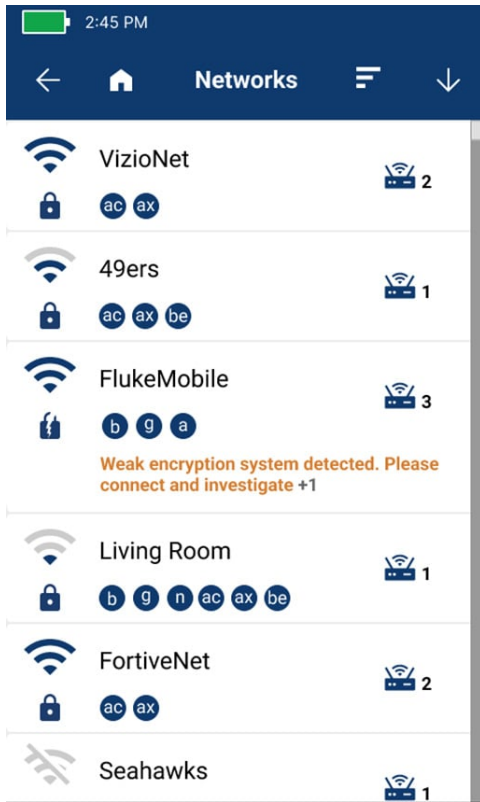 2:45 PM
Networks
VizioNet
2
ac ax
49ers
1
ac ax be
FlukeMobile
3
b g a
Weak encryption system detected. Please
connect and investigate +1
Living Room
1
b g n ac ax be
FortiveNet
2
ac ax
Seahawks
1